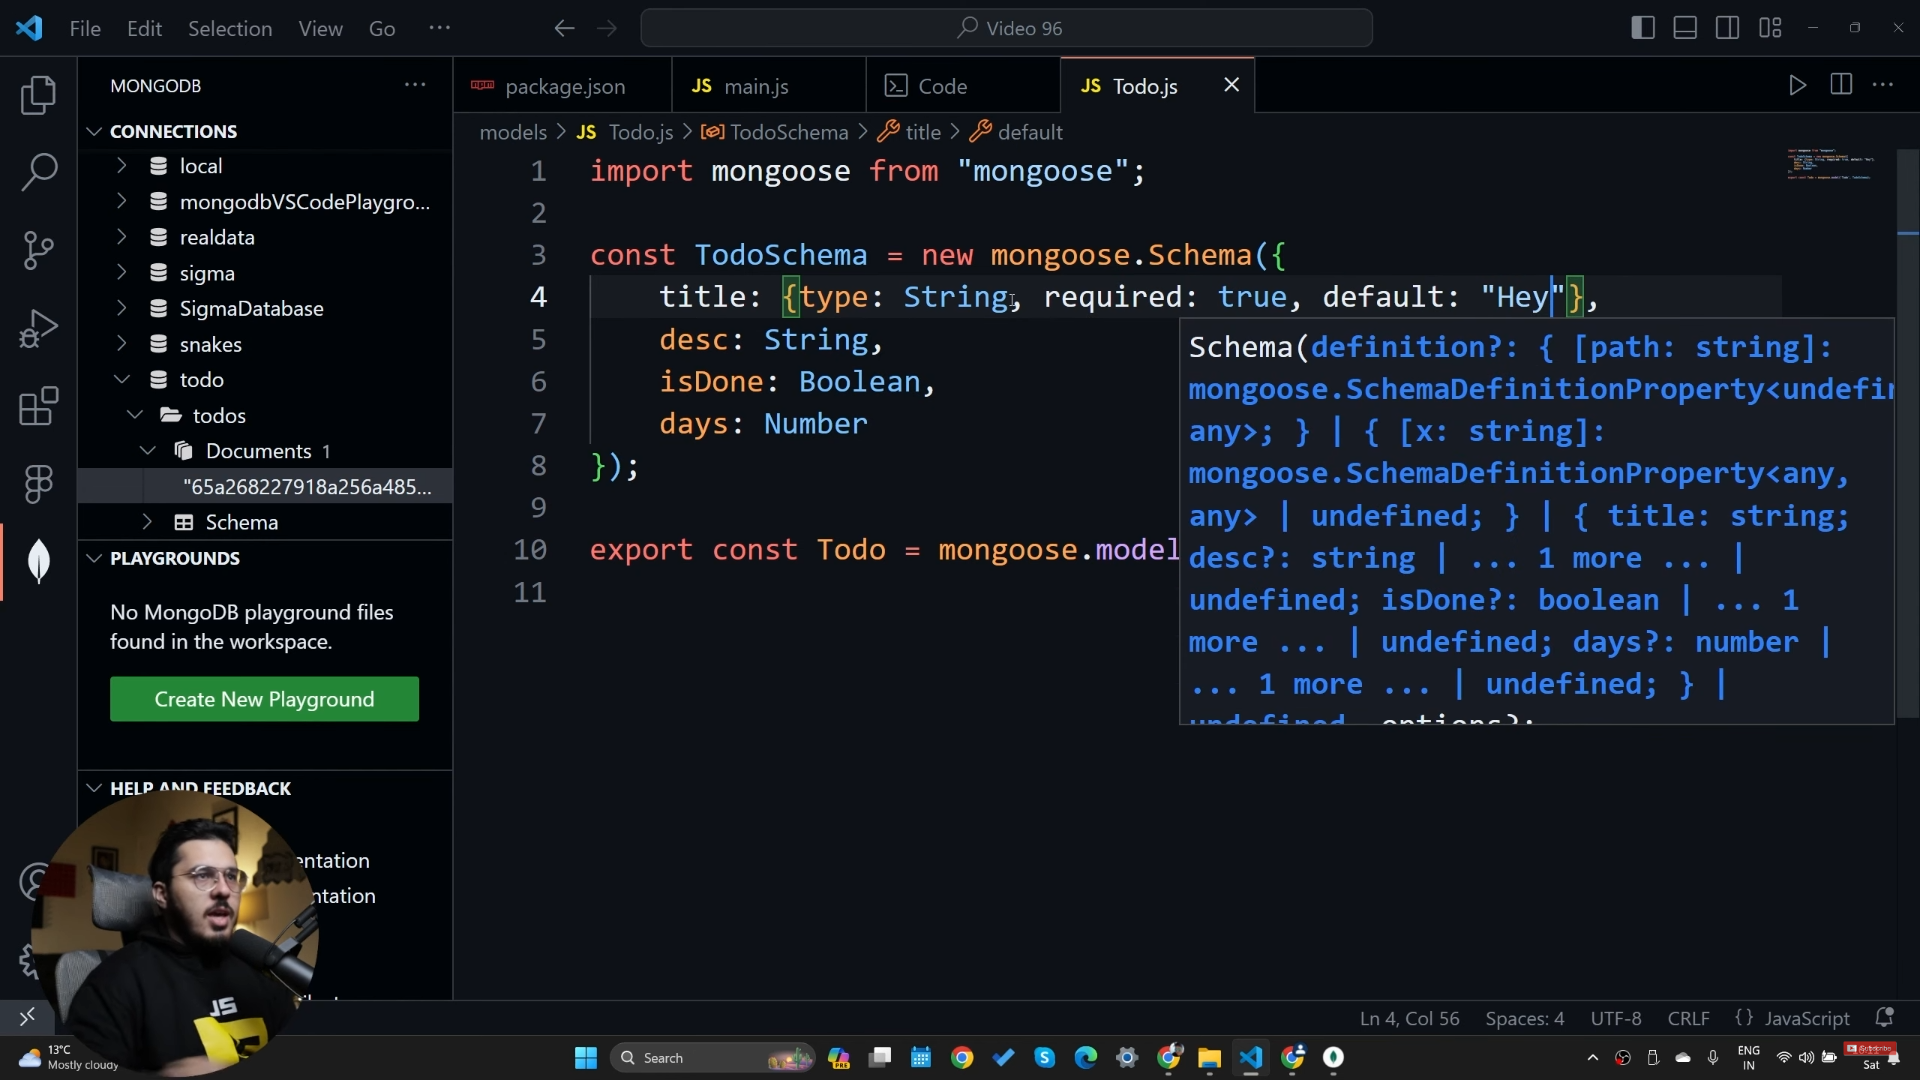 File Edit Selection View Go ...
Video 96
MONGODB
CONNECTIONS
local
mongodbVSCodePlaygro...
realdata
sigma
SigmaDatabase
snakes
todo
todos
Documents 1
"65a268227918a256a485...
Schema
PLAYGROUNDS
No MongoDB playground files
found in the workspace.
Create New Playground
HELP AND FEEDBACK
entation
ntation
package.json
JS main.js
Code
JS Todo.js
models > JS Todo.js > TodoSchema > title > default
1 import mongoose from "mongoose";
2
3 const TodoSchema = new mongoose.Schema({
4 title: {type: String, required: true, default: "Hey"},
5 desc: String,
6 isDone: Boolean,
7 days: Number
8 });
9
10 export const Todo = mongoose.model
11
Schema(definition?: { [path: string]:
mongoose.SchemaDefinitionProperty<undefin
any>; } | { [x: string]:
mongoose.SchemaDefinitionProperty<any,
any> | undefined; } | { title: string;
desc?: string | ... 1 more ... |
undefined; isDone?: boolean | ... 1
more ... | undefined; days?: number |
... 1 more ... | undefined; } |
undefined, options?:
JS
Ln 4, Col 56 Spaces: 4 UTF-8 CRLF {} JavaScript
13°C
Mostly cloudy
Search
PRE
ENG
IN
Subscribe
Sat